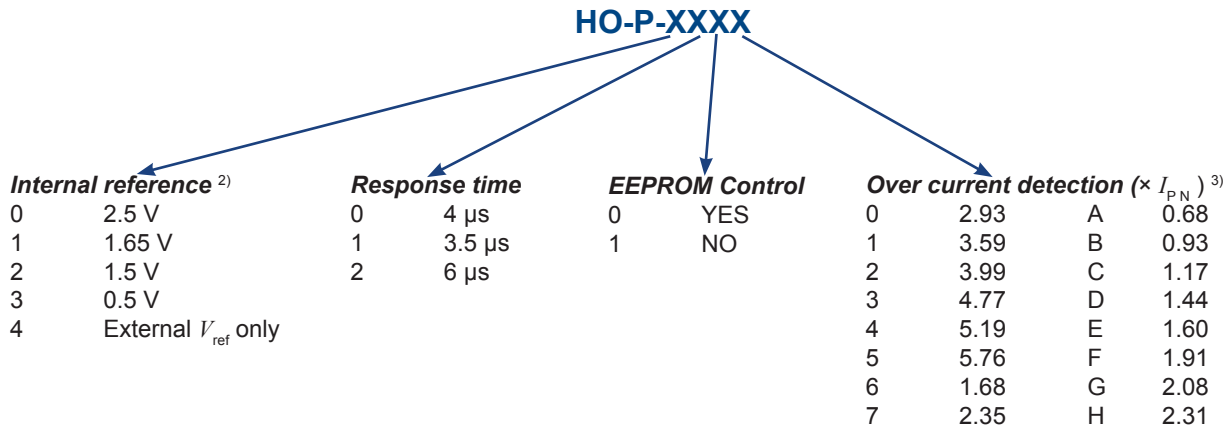 HO-P-XXXX
Internal reference 2) Response time EEPROM Control Over current detection (× I P N ) 3)
0 2.5 V 0 4 µs 0 YES 0 2.93 A 0.68
1 1.65 V 1 3.5 µs 1 NO 1 3.59 B 0.93
2 1.5 V 2 6 µs 2 3.99 C 1.17
3 0.5 V 3 4.77 D 1.44
4 External V ref only 4 5.19 E 1.60
5 5.76 F 1.91
6 1.68 G 2.08
7 2.35 H 2.31